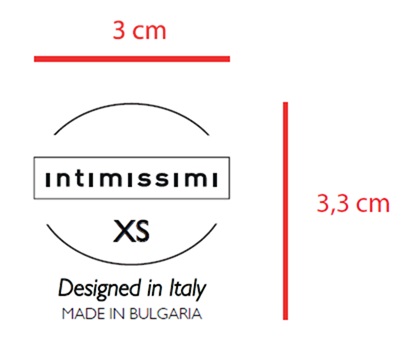 3 cm
intimissimi
3,3 cm
XS
Designed in Italy
MADE IN BULGARIA